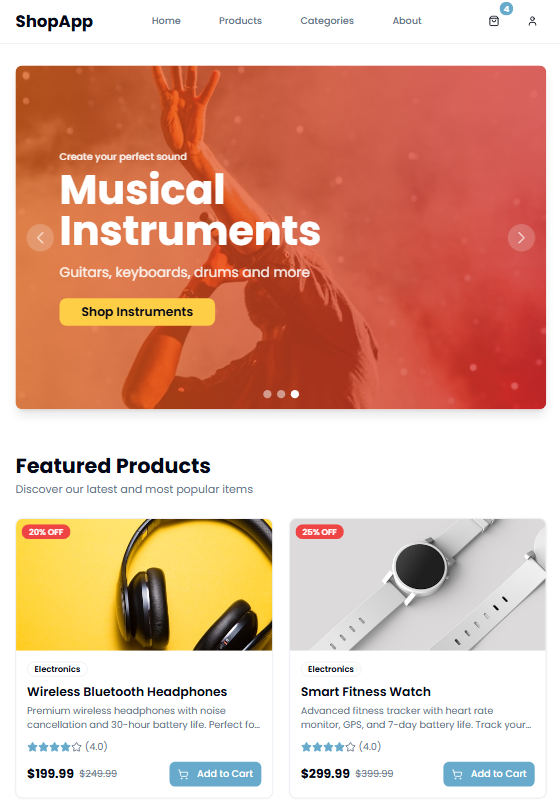 ShopApp
Home
Products
Categories
About
4
Create your perfect sound
Musical
Instruments
Guitars, keyboards, drums and more
Shop Instruments
Featured Products
Discover our latest and most popular items
20% OFF
Electronics
Wireless Bluetooth Headphones
Premium wireless headphones with noise
cancellation and 30-hour battery life. Perfect fo...
(4.0)
$199.99 $249.99
Add to Cart
25% OFF
Electronics
Smart Fitness Watch
Advanced fitness tracker with heart rate
monitor, GPS, and 7-day battery life. Track your...
(4.0)
$299.99 $399.99
Add to Cart